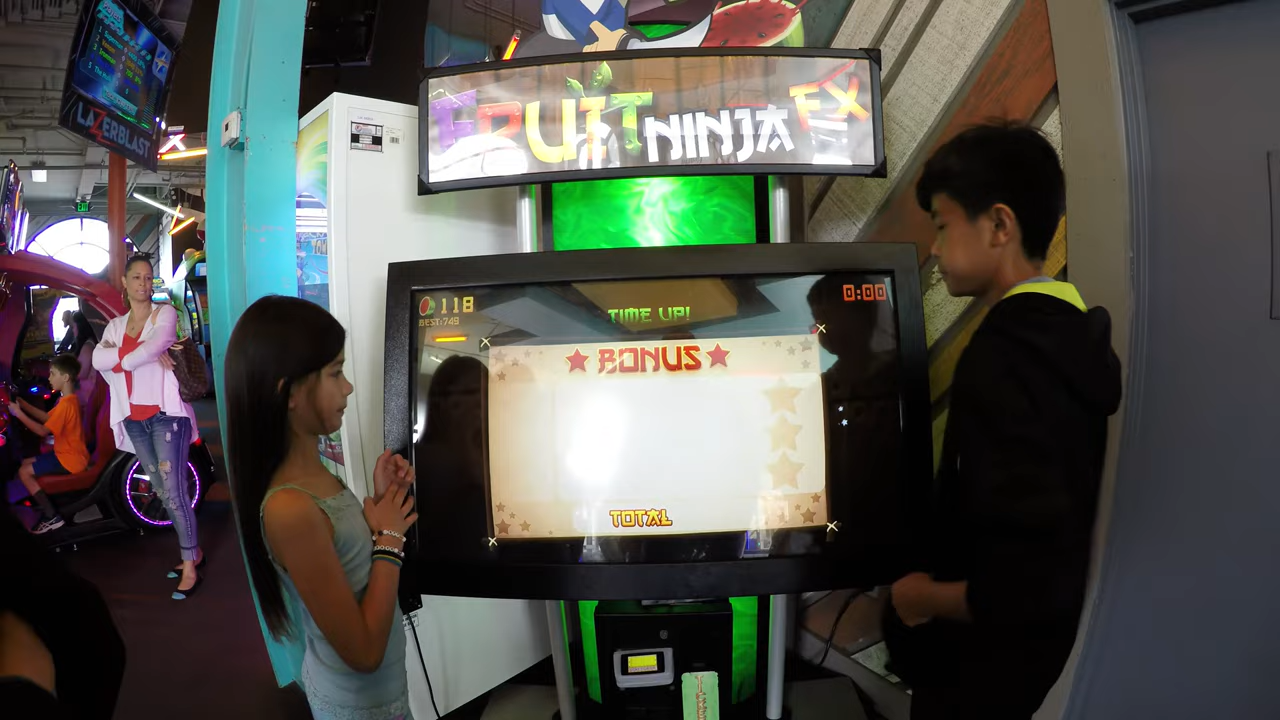 LAZERBLAST
FRUIT NINJA FX
118
BEST:749
TIME UP!
0:00
BONUS
TOTAL